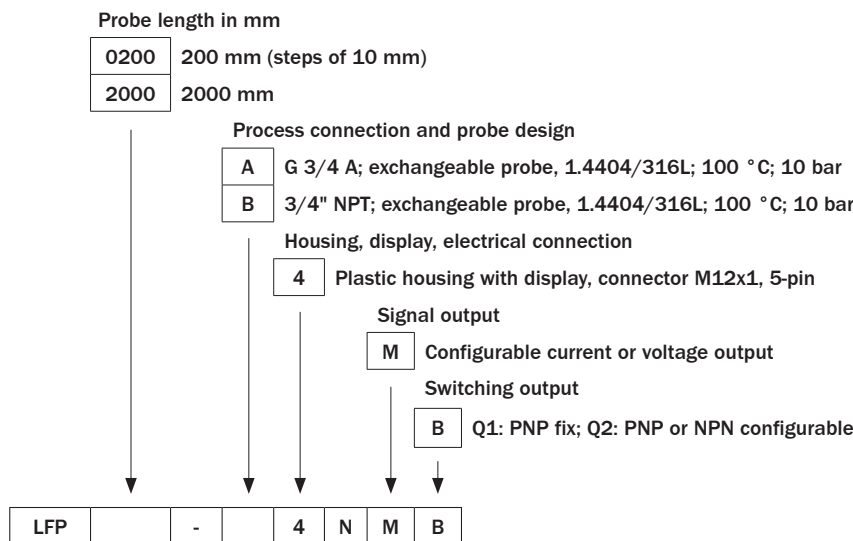 Probe length in mm
0200 200 mm (steps of 10 mm)
2000 2000 mm
Process connection and probe design
A G 3/4 A; exchangeable probe, 1.4404/316L; 100 °C; 10 bar
B 3/4" NPT; exchangeable probe, 1.4404/316L; 100 °C; 10 bar
Housing, display, electrical connection
4 Plastic housing with display, connector M12x1, 5-pin
Signal output
M Configurable current or voltage output
Switching output
B Q1: PNP fix; Q2: PNP or NPN configurable
LFP - 4 N M B